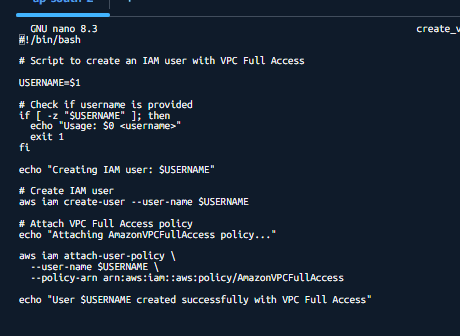 ap-south-2
GNU nano 8.3 create_v
#!/bin/bash
# Script to create an IAM user with VPC Full Access
USERNAME=$1
# Check if username is provided
if [ -z "$USERNAME" ]; then
echo "Usage: $0 <username>"
exit 1
fi
echo "Creating IAM user: $USERNAME"
# Create IAM user
aws iam create-user --user-name $USERNAME
# Attach VPC Full Access policy
echo "Attaching AmazonVPCFullAccess policy..."
aws iam attach-user-policy \
--user-name $USERNAME \
--policy-arn arn:aws:iam::aws:policy/AmazonVPCFullAccess
echo "User $USERNAME created successfully with VPC Full Access"